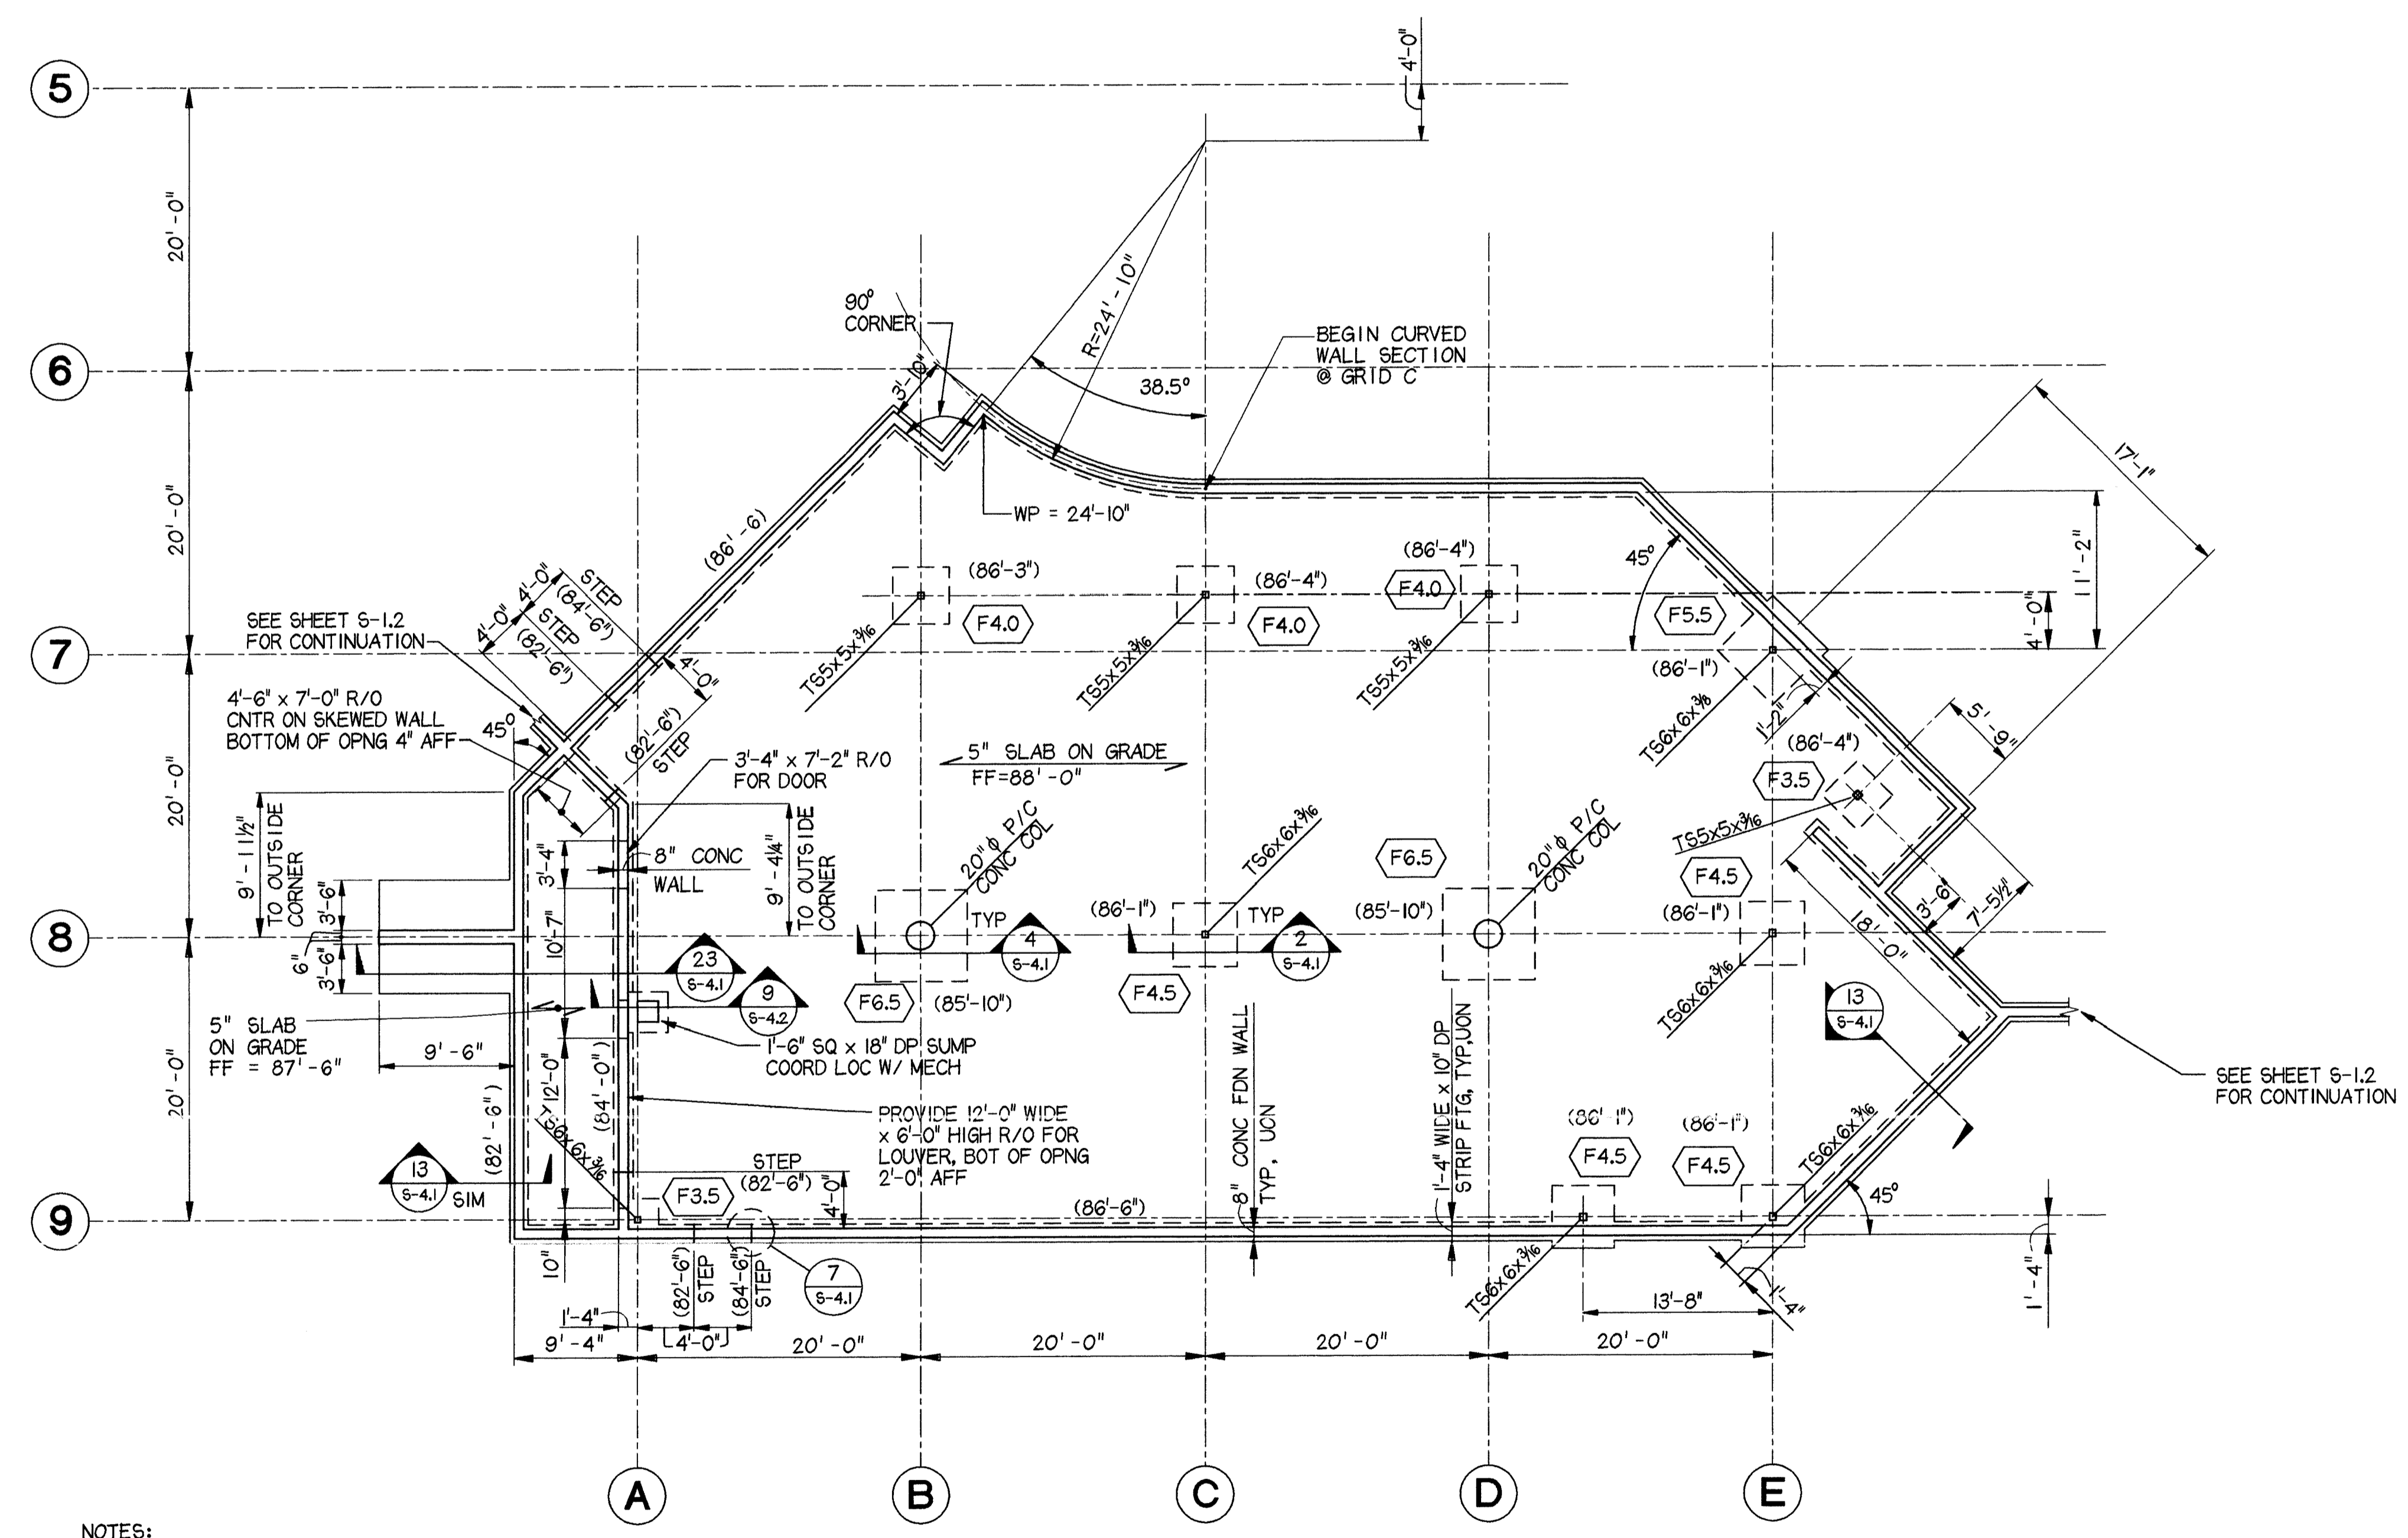 4'-0"
5
20'-0"
90°
CORNER
3'-10"
R=24'-10"
38.5°
BEGIN CURVED
WALL SECTION
@ GRID C
6
17'-1"
WP = 24'-10"
20'-0"
(86'-6)
11'-2"
45°
(86'-3")
F4.0
TS5x5x3/16
(86'-4")
F4.0
TS5x5x3/16
(86'-4")
F4.0
TS5x5x3/16
F5.5
(86'-1")
TS6x6x3/8
4'-0"
1'-2"
STEP
(84'-6")
4'-0"
STEP
(82'-6")
4'-0"
SEE SHEET S-1.2
FOR CONTINUATION
7
4'-0"
(82'-6")
STEP
4'-6" x 7'-0" R/O
CNTR ON SKEWED WALL
BOTTOM OF OPNG 4" AFF
45°
3'-4" x 7'-2" R/O
FOR DOOR
5" SLAB ON GRADE
FF=88'-0"
5'-9"
(86'-4")
F3.5
TS5x5x3/16
20'-0"
9'-11½"
TO OUTSIDE
CORNER
3'-4"
8" CONC
WALL
9'-4¼"
TO OUTSIDE
CORNER
20"ϕ P/C
CONC COL
TS6x6x3/16
F6.5
20"ϕ P/C
CONC COL
F4.5
18'-0"
3'-6"
7'-5½"
3'-6"
6"
3'-6"
8
10'-7"
TYP
4
S-4.1
(86'-1")
TYP
2
S-4.1
(85'-10")
(86'-1")
TS6x6x3/16
23
S-4.1
9
S-4.2
F6.5
(85'-10")
F4.5
13
S-4.1
5" SLAB
ON GRADE
FF = 87'-6"
9'-6"
1'-6" SQ x 18" DP SUMP
COORD LOC W/ MECH
20'-0"
(82'-6")
12'-0"
(84'-0")
PROVIDE 12'-0" WIDE
x 6'-0" HIGH R/O FOR
LOUVER, BOT OF OPNG
2'-0" AFF
8" CONC FDN WALL
TYP, UON
1'-4" WIDE x 10" DP
STRIP FTG, TYP,UON
SEE SHEET S-1.2
FOR CONTINUATION
13
S-4.1
SIM
STEP
(82'-6")
4'-0"
F3.5
(86'-6")
(86'-1")
F4.5
(86'-1")
F4.5
TS6x6x3/16
45°
9
10"
(82'-6")
STEP
(84'-6")
STEP
7
S-4.1
TS6x6x3/16
13'-8"
1'-4"
1'-4"
1'-4"
4'-0"
9'-4"
20'-0"
20'-0"
20'-0"
20'-0"
A
B
C
D
E
NOTES: